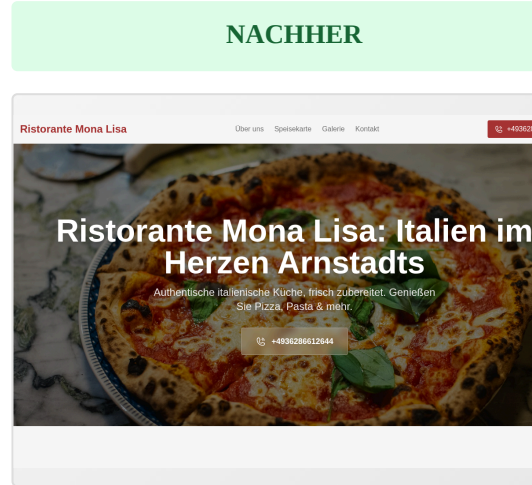 NACHHER
Ristorante Mona Lisa
Über uns Speisekarte Galerie Kontakt
+493628
Ristorante Mona Lisa: Italien im
Herzen Arnstadts
Authentische italienische Küche, frisch zubereitet. Genießen
Sie Pizza, Pasta & mehr.
+4936286612644